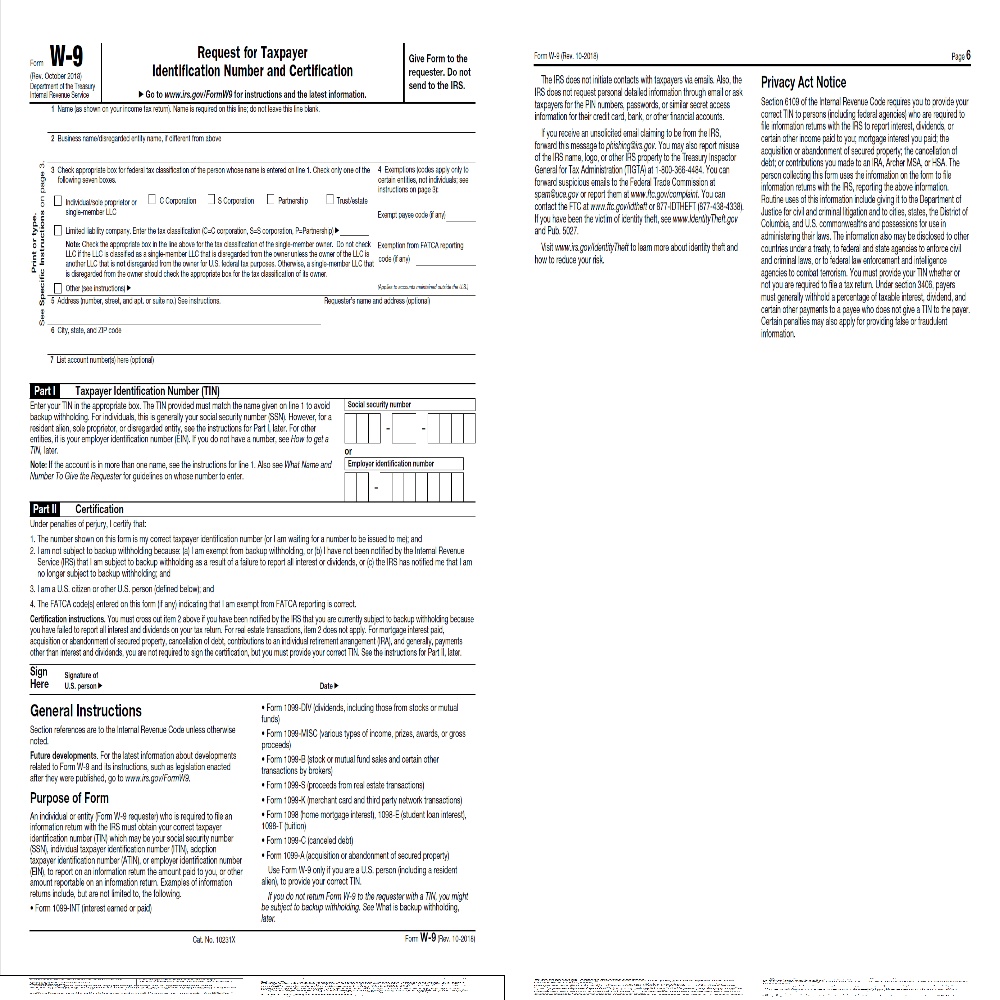 Form W-9
(Rev. October 2018)
Department of the Treasury
Internal Revenue Service
Request for Taxpayer
Identification Number and Certification
▶ Go to www.irs.gov/FormW9 for instructions and the latest information.
Give Form to the
requester. Do not
send to the IRS.
Print or type.
See Specific Instructions on page 3.
1 Name (as shown on your income tax return). Name is required on this line; do not leave this line blank.
2 Business name/disregarded entity name, if different from above
3 Check appropriate box for federal tax classification of the person whose name is entered on line 1. Check only one of the
following seven boxes.
Individual/sole proprietor or
single-member LLC
C Corporation
S Corporation
Partnership
Trust/estate
Limited liability company. Enter the tax classification (C=C corporation, S=S corporation, P=Partnership) ▶
Note: Check the appropriate box in the line above for the tax classification of the single-member owner. Do not check
LLC if the LLC is classified as a single-member LLC that is disregarded from the owner unless the owner of the LLC is
another LLC that is not disregarded from the owner for U.S. federal tax purposes. Otherwise, a single-member LLC that
is disregarded from the owner should check the appropriate box for the tax classification of its owner.
Other (see instructions) ▶
4 Exemptions (codes apply only to
certain entities, not individuals; see
instructions on page 3):
Exempt payee code (if any)
Exemption from FATCA reporting
code (if any)
(Applies to accounts maintained outside the U.S.)
5 Address (number, street, and apt. or suite no.) See instructions.
Requester's name and address (optional)
6 City, state, and ZIP code
7 List account number(s) here (optional)
Part I Taxpayer Identification Number (TIN)
Enter your TIN in the appropriate box. The TIN provided must match the name given on line 1 to avoid
backup withholding. For individuals, this is generally your social security number (SSN). However, for a
resident alien, sole proprietor, or disregarded entity, see the instructions for Part I, later. For other
entities, it is your employer identification number (EIN). If you do not have a number, see How to get a
TIN, later.
Note: If the account is in more than one name, see the instructions for line 1. Also see What Name and
Number To Give the Requester for guidelines on whose number to enter.
Social security number
– –
or
Employer identification number
–
Part II Certification
Under penalties of perjury, I certify that:
1. The number shown on this form is my correct taxpayer identification number (or I am waiting for a number to be issued to me); and
2. I am not subject to backup withholding because: (a) I am exempt from backup withholding, or (b) I have not been notified by the Internal Revenue
Service (IRS) that I am subject to backup withholding as a result of a failure to report all interest or dividends, or (c) the IRS has notified me that I am
no longer subject to backup withholding; and
3. I am a U.S. citizen or other U.S. person (defined below); and
4. The FATCA code(s) entered on this form (if any) indicating that I am exempt from FATCA reporting is correct.
Certification instructions. You must cross out item 2 above if you have been notified by the IRS that you are currently subject to backup withholding because
you have failed to report all interest and dividends on your tax return. For real estate transactions, item 2 does not apply. For mortgage interest paid,
acquisition or abandonment of secured property, cancellation of debt, contributions to an individual retirement arrangement (IRA), and generally, payments
other than interest and dividends, you are not required to sign the certification, but you must provide your correct TIN. See the instructions for Part II, later.
Sign
Here
Signature of
U.S. person ▶
Date ▶
General Instructions
Section references are to the Internal Revenue Code unless otherwise
noted.
Future developments. For the latest information about developments
related to Form W-9 and its instructions, such as legislation enacted
after they were published, go to www.irs.gov/FormW9.
Purpose of Form
An individual or entity (Form W-9 requester) who is required to file an
information return with the IRS must obtain your correct taxpayer
identification number (TIN) which may be your social security number
(SSN), individual taxpayer identification number (ITIN), adoption
taxpayer identification number (ATIN), or employer identification number
(EIN), to report on an information return the amount paid to you, or other
amount reportable on an information return. Examples of information
returns include, but are not limited to, the following.
• Form 1099-INT (interest earned or paid)
• Form 1099-DIV (dividends, including those from stocks or mutual
funds)
• Form 1099-MISC (various types of income, prizes, awards, or gross
proceeds)
• Form 1099-B (stock or mutual fund sales and certain other
transactions by brokers)
• Form 1099-S (proceeds from real estate transactions)
• Form 1099-K (merchant card and third party network transactions)
• Form 1098 (home mortgage interest), 1098-E (student loan interest),
1098-T (tuition)
• Form 1099-C (canceled debt)
• Form 1099-A (acquisition or abandonment of secured property)
Use Form W-9 only if you are a U.S. person (including a resident
alien), to provide your correct TIN.
If you do not return Form W-9 to the requester with a TIN, you might
be subject to backup withholding. See What is backup withholding,
later.
Cat. No. 10231X
Form W-9 (Rev. 10-2018)
Form W-9 (Rev. 10-2018)
Page 6
The IRS does not initiate contacts with taxpayers via emails. Also, the
IRS does not request personal detailed information through email or ask
taxpayers for the PIN numbers, passwords, or similar secret access
information for their credit card, bank, or other financial accounts.
If you receive an unsolicited email claiming to be from the IRS,
forward this message to phishing@irs.gov. You may also report misuse
of the IRS name, logo, or other IRS property to the Treasury Inspector
General for Tax Administration (TIGTA) at 1-800-366-4484. You can
forward suspicious emails to the Federal Trade Commission at
spam@uce.gov or report them at www.ftc.gov/complaint. You can
contact the FTC at www.ftc.gov/idtheft or 877-IDTHEFT (877-438-4338).
If you have been the victim of identity theft, see www.IdentityTheft.gov
and Pub. 5027.
Visit www.irs.gov/IdentityTheft to learn more about identity theft and
how to reduce your risk.
Privacy Act Notice
Section 6109 of the Internal Revenue Code requires you to provide your
correct TIN to persons (including federal agencies) who are required to
file information returns with the IRS to report interest, dividends, or
certain other income paid to you; mortgage interest you paid; the
acquisition or abandonment of secured property; the cancellation of
debt; or contributions you made to an IRA, Archer MSA, or HSA. The
person collecting this form uses the information on the form to file
information returns with the IRS, reporting the above information.
Routine uses of this information include giving it to the Department of
Justice for civil and criminal litigation and to cities, states, the District of
Columbia, and U.S. commonwealths and possessions for use in
administering their laws. The information also may be disclosed to other
countries under a treaty, to federal and state agencies to enforce civil
and criminal laws, or to federal law enforcement and intelligence
agencies to combat terrorism. You must provide your TIN whether or
not you are required to file a tax return. Under section 3406, payers
must generally withhold a percentage of taxable interest, dividend, and
certain other payments to a payee who does not give a TIN to the payer.
Certain penalties may also apply for providing false or fraudulent
information.